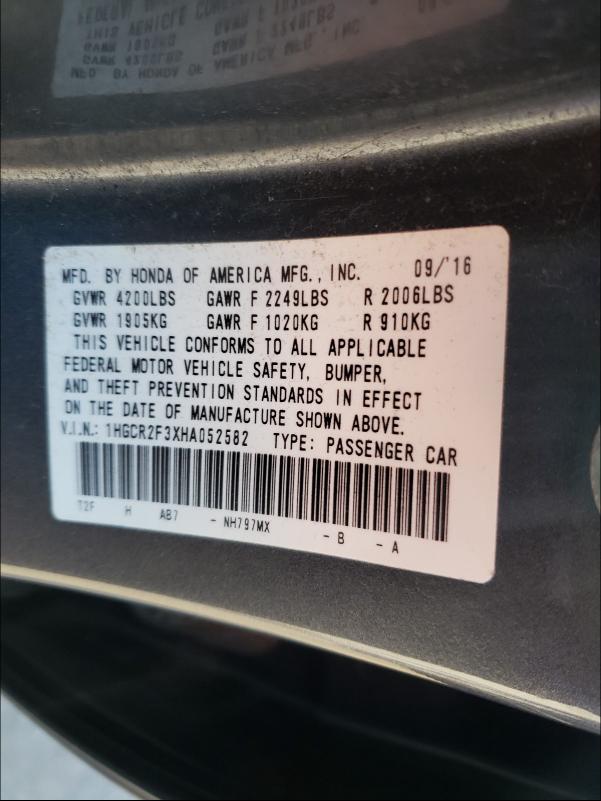 MFD. BY HONDA OF AMERICA MFG., INC. 09/'16
GVWR 4200LBS GAWR F 2249LBS R 2006LBS
GVWR 1905KG GAWR F 1020KG R 910KG
THIS VEHICLE CONFORMS TO ALL APPLICABLE
FEDERAL MOTOR VEHICLE SAFETY, BUMPER,
AND THEFT PREVENTION STANDARDS IN EFFECT
ON THE DATE OF MANUFACTURE SHOWN ABOVE.
V.I.N.: 1HGCR2F3XHA052582 TYPE: PASSENGER CAR
T2F H AB7 - NH797MX - B - A